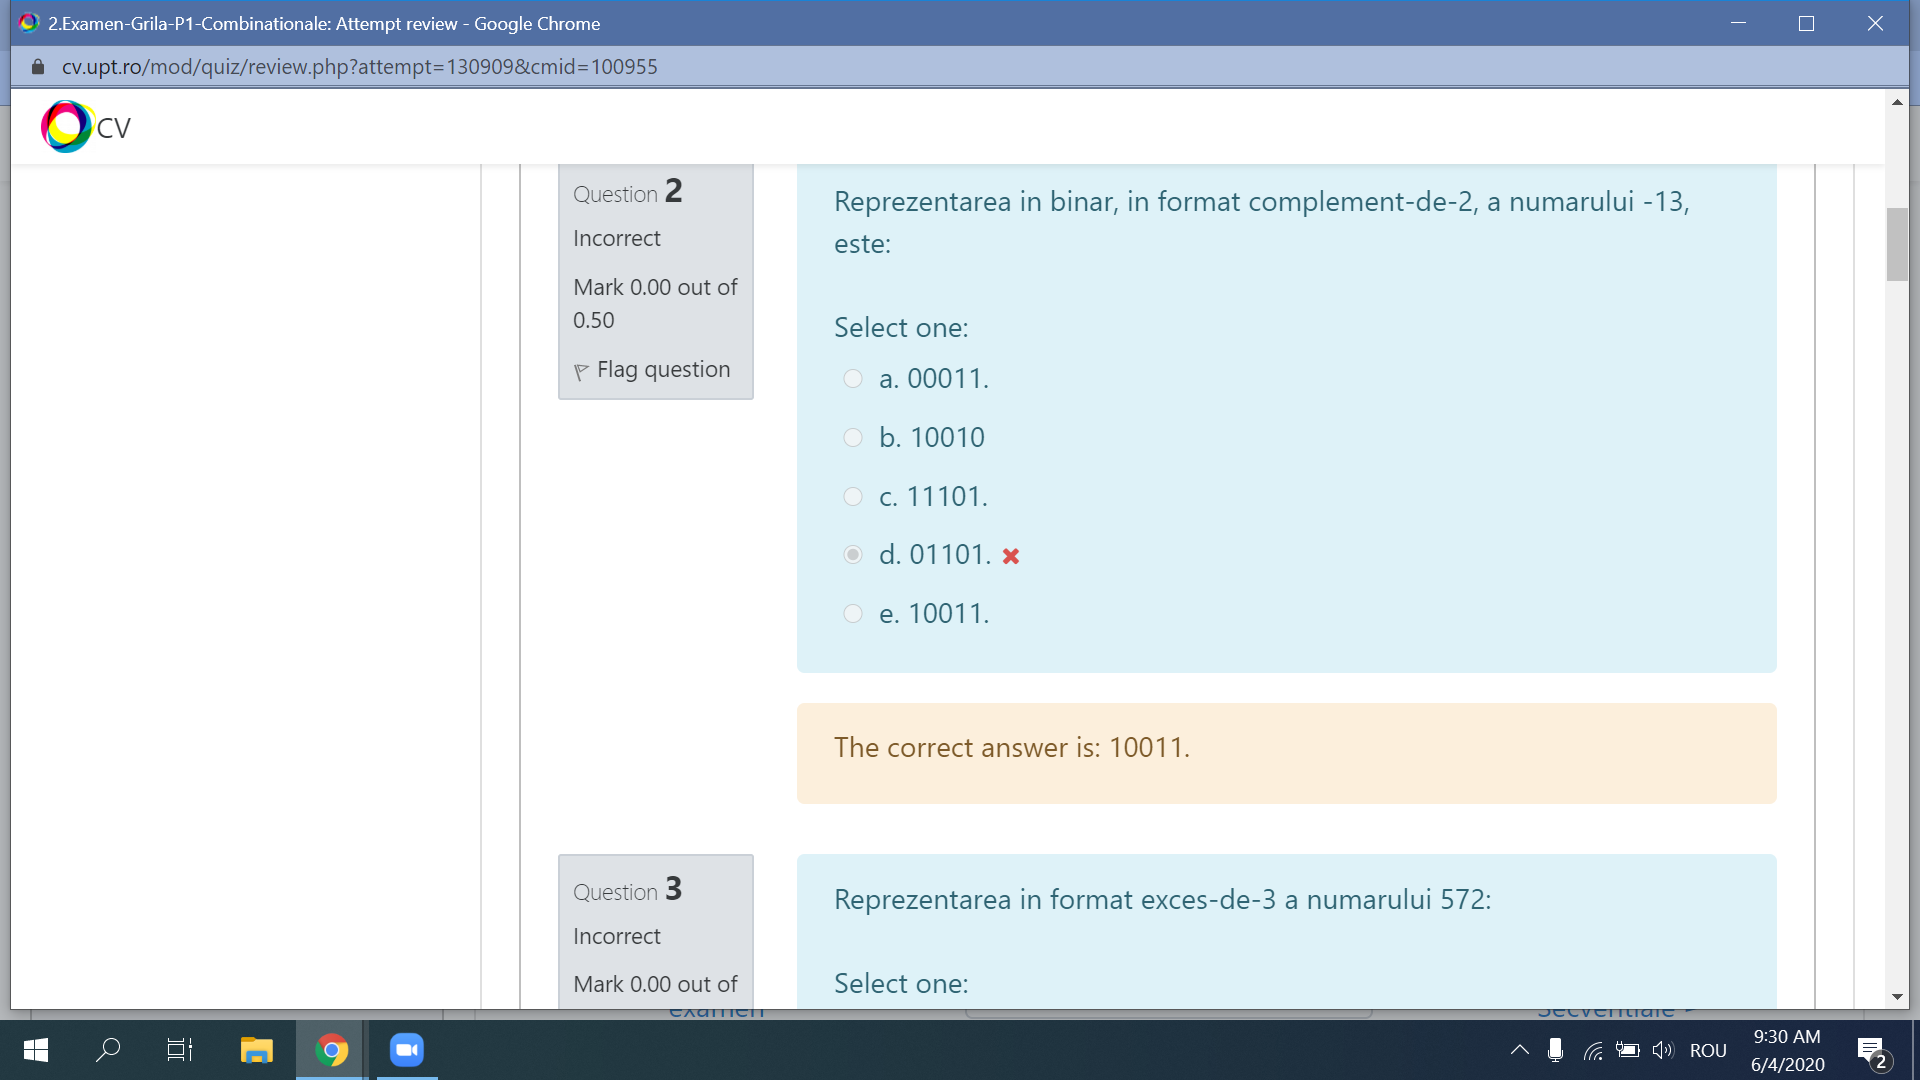 2.Examen-Grila-P1-Combinationale: Attempt review - Google Chrome
cv.upt.ro/mod/quiz/review.php?attempt=130909&cmid=100955
CV
Question 2
Incorrect
Mark 0.00 out of
0.50
Flag question
Reprezentarea in binar, in format complement-de-2, a numarului -13,
este:
Select one:
a. 00011.
b. 10010
c. 11101.
d. 01101.
e. 10011.
The correct answer is: 10011.
Question 3
Incorrect
Mark 0.00 out of
Reprezentarea in format exces-de-3 a numarului 572:
Select one:
examen
Secventiale
ROU
9:30 AM
6/4/2020
2